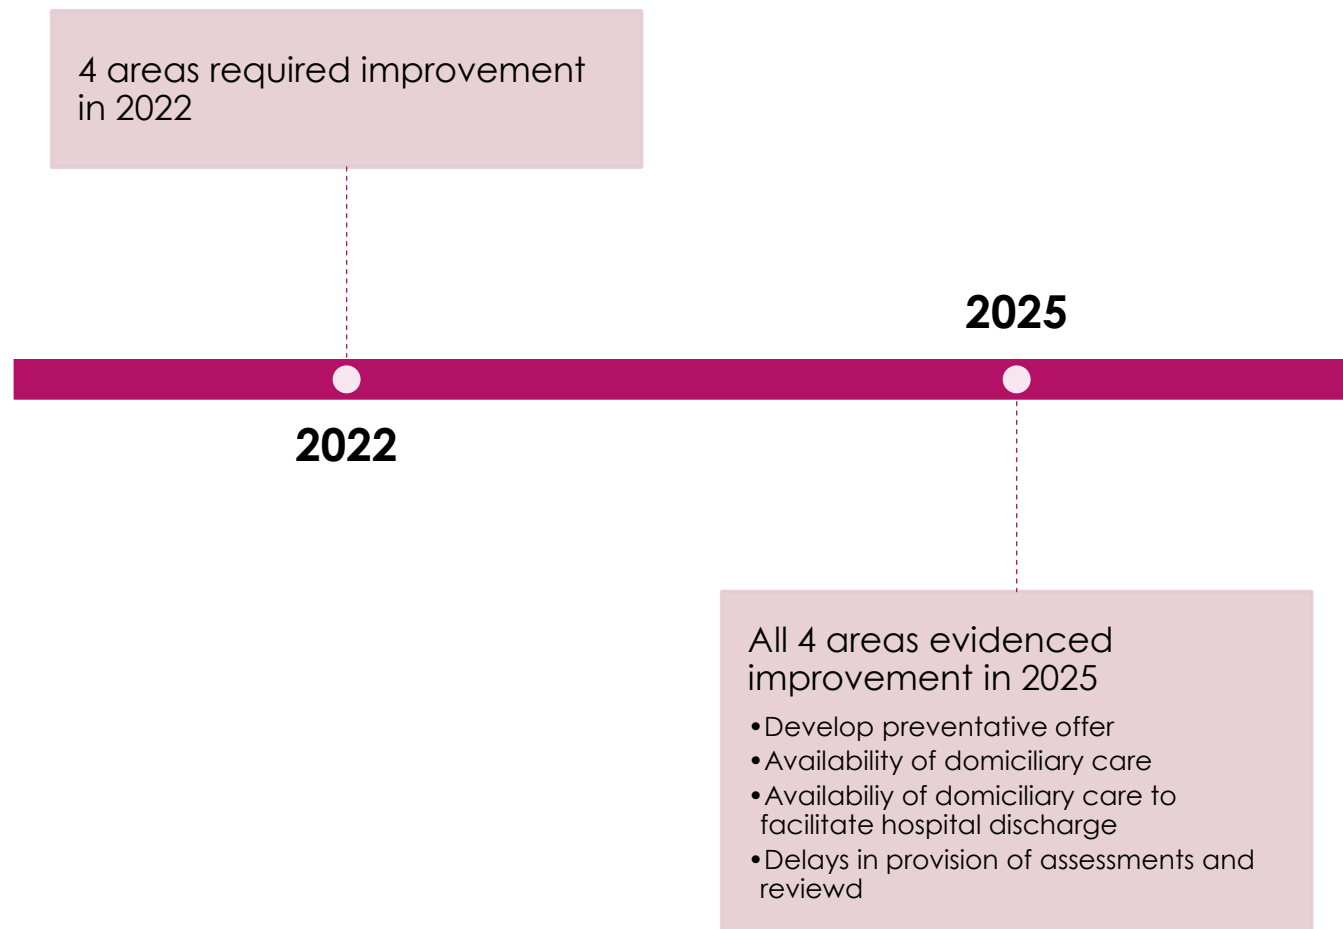 4 areas required improvement
in 2022
2022
2025
All 4 areas evidenced
improvement in 2025
•Develop preventative offer
•Availability of domiciliary care
•Availabiliy of domiciliary care to
facilitate hospital discharge
•Delays in provision of assessments and
reviewd